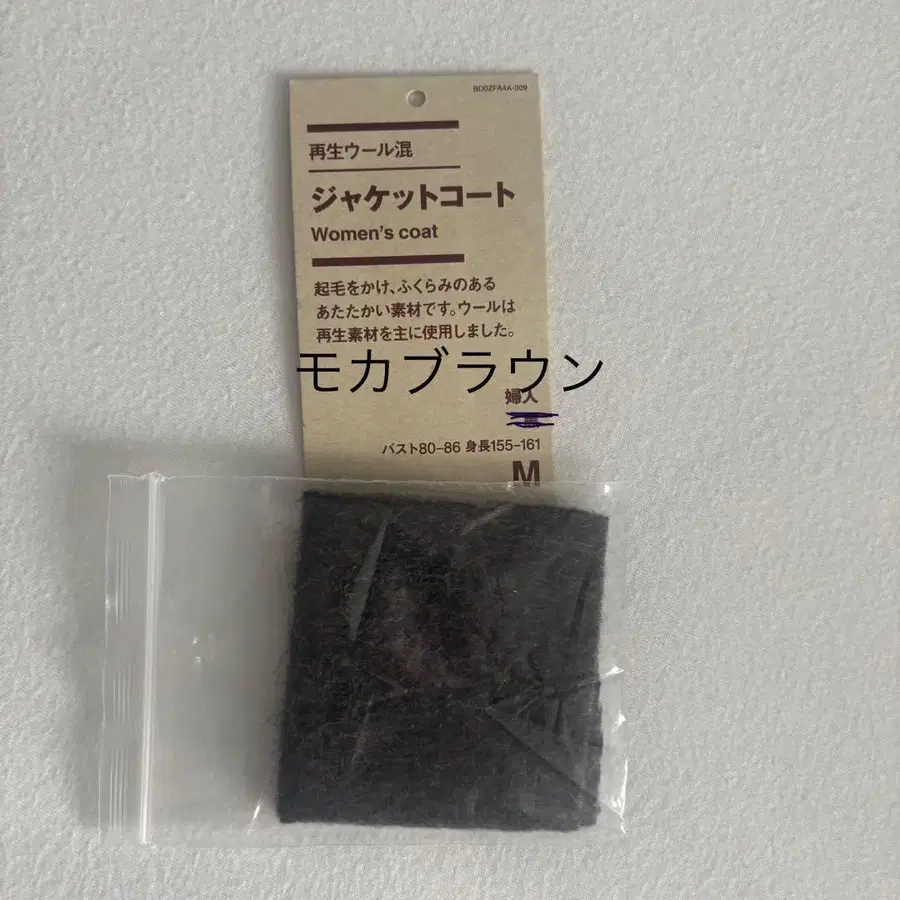 BD0ZFA4A-009
再生ウール混
ジャケットコート
Women's coat
起毛をかけ、ふくらみのある
あたたかい素材です。ウールは
再生素材を主に使用しました。
モカブラウン
婦人
バスト80-86 身長155-161
M